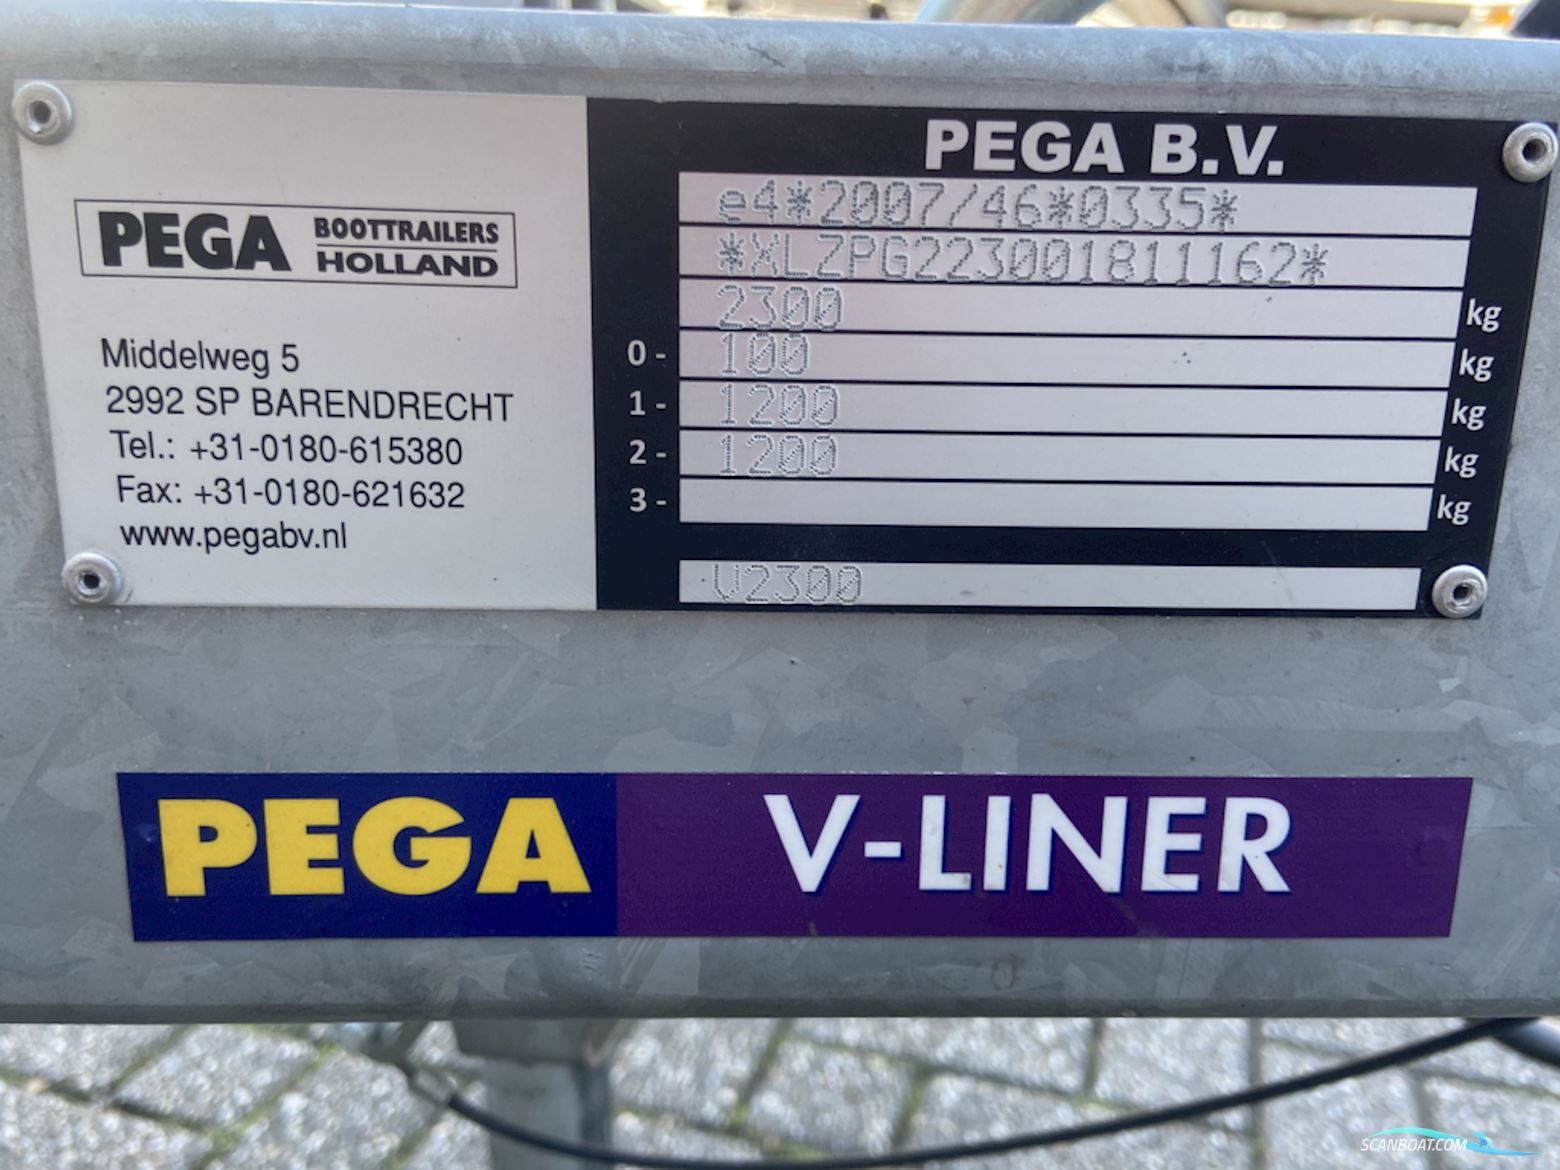 PEGA BOOTTRAILERS
HOLLAND
Middelweg 5
2992 SP BARENDRECHT
Tel.: +31-0180-615380
Fax: +31-0180-621632
www.pegabv.nl
PEGA B.V.
e4*2007/46*0335*
*XLZPG223001811162*
2300 kg
0- 100 kg
1- 1200 kg
2- 1200 kg
3- kg
V2300
PEGA V-LINER
SCANBOAT.COM